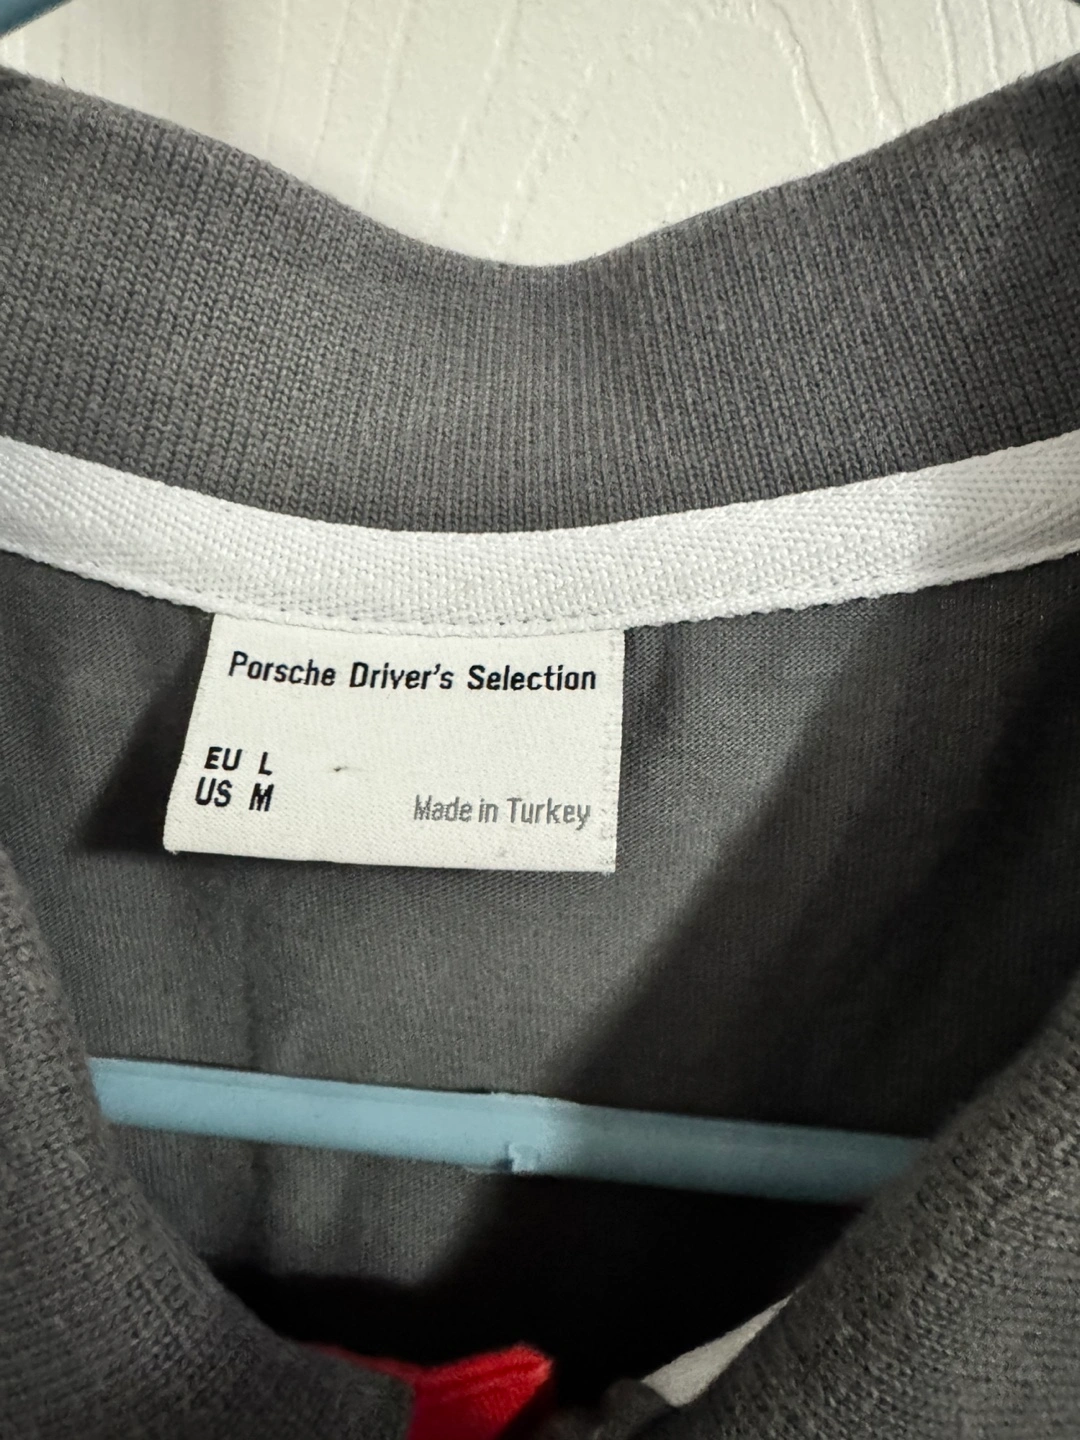 Porsche Driver's Selection
EU L
US M
Made in Turkey